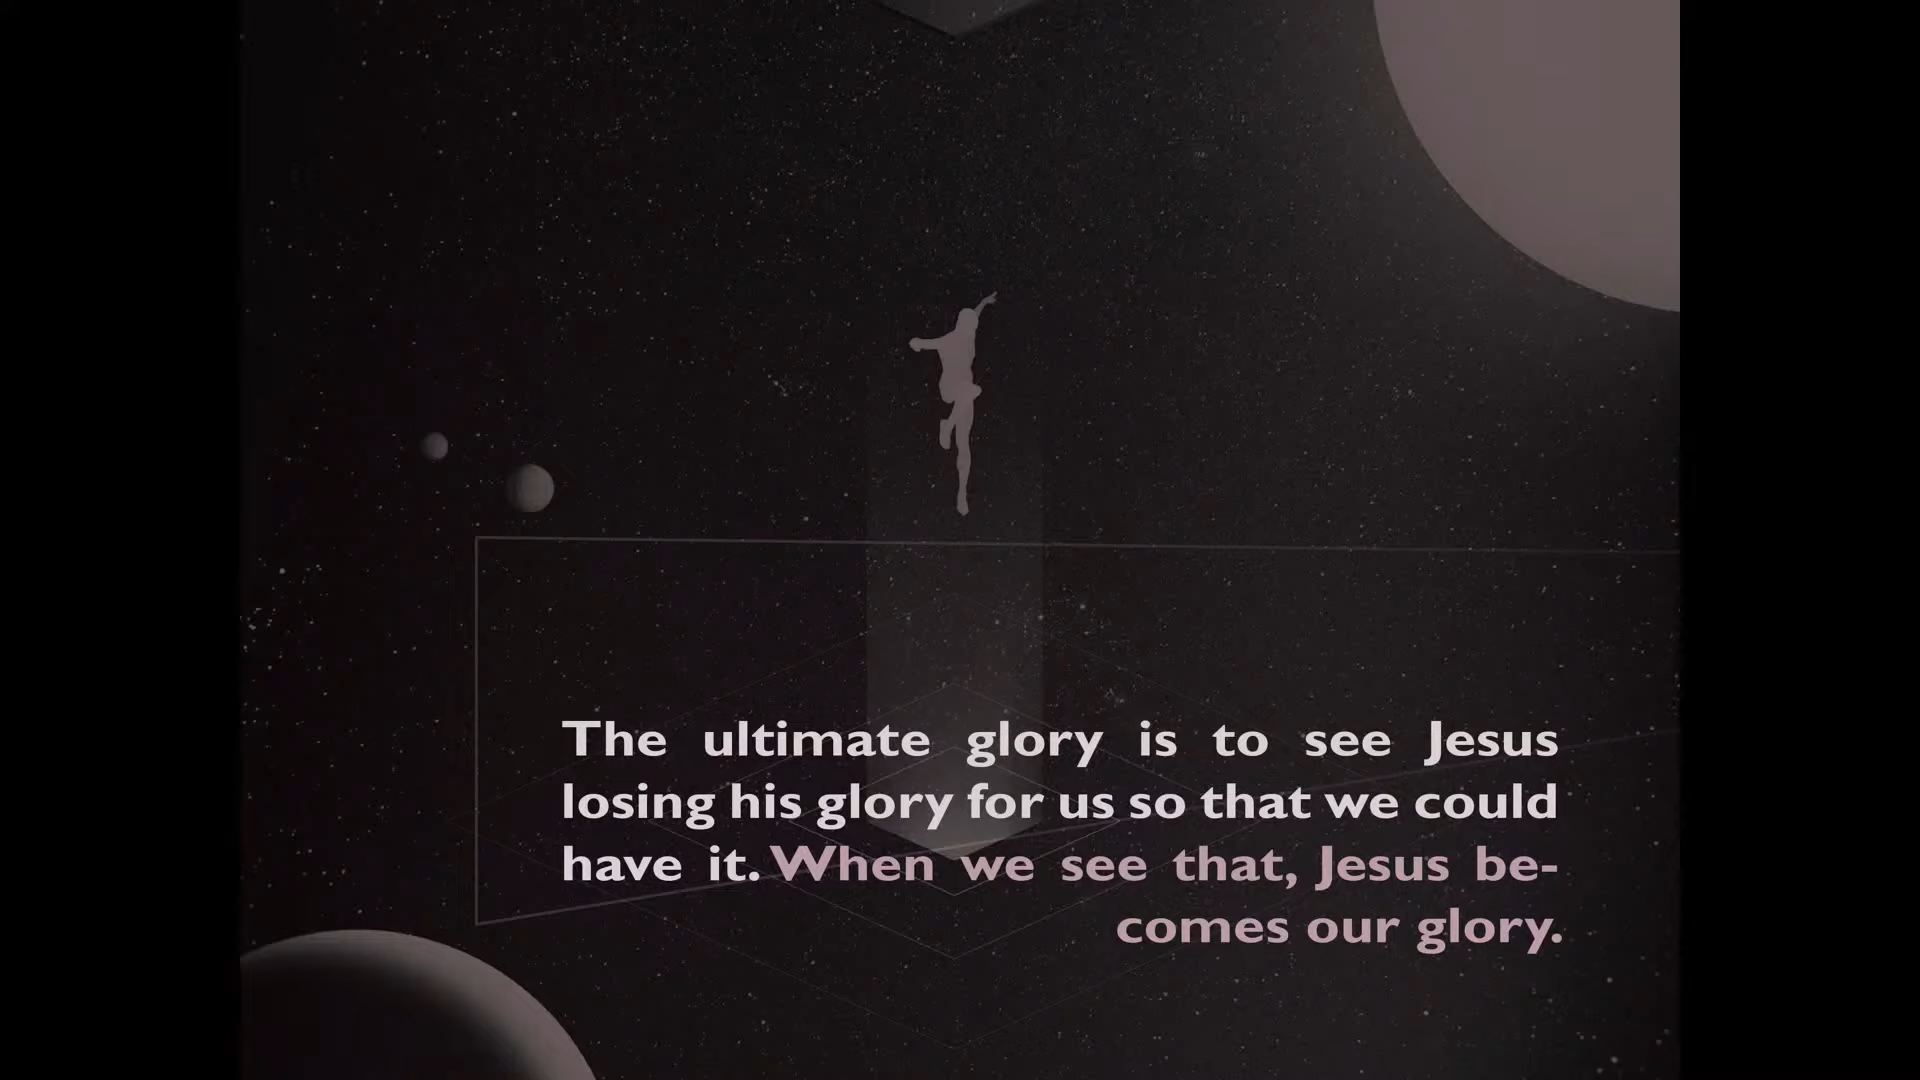 The ultimate glory is to see Jesus
losing his glory for us so that we could
have it. When we see that, Jesus be-
comes our glory.